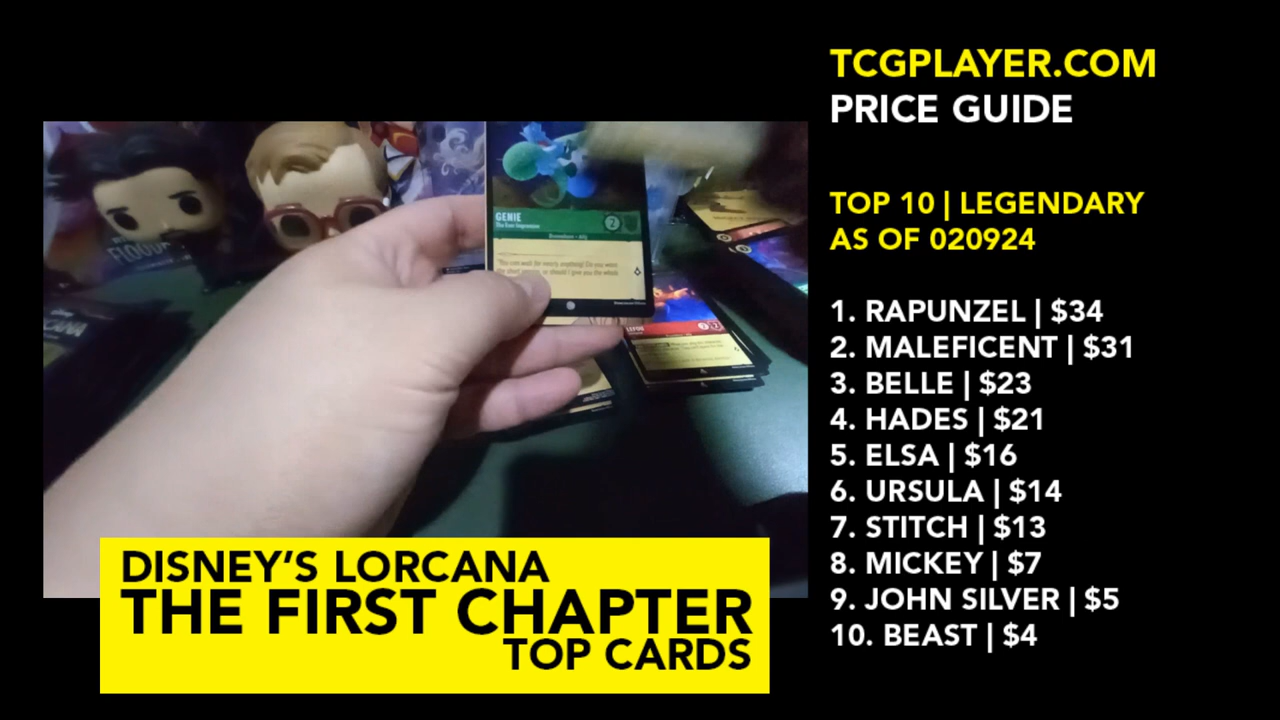 TCGPLAYER.COM
PRICE GUIDE
TOP 10 | LEGENDARY
AS OF 020924
1. RAPUNZEL | $34
2. MALEFICENT | $31
3. BELLE | $23
4. HADES | $21
5. ELSA | $16
6. URSULA | $14
7. STITCH | $13
8. MICKEY | $7
9. JOHN SILVER | $5
10. BEAST | $4
GENIE
2
DISNEY’S LORCANA
THE FIRST CHAPTER
TOP CARDS